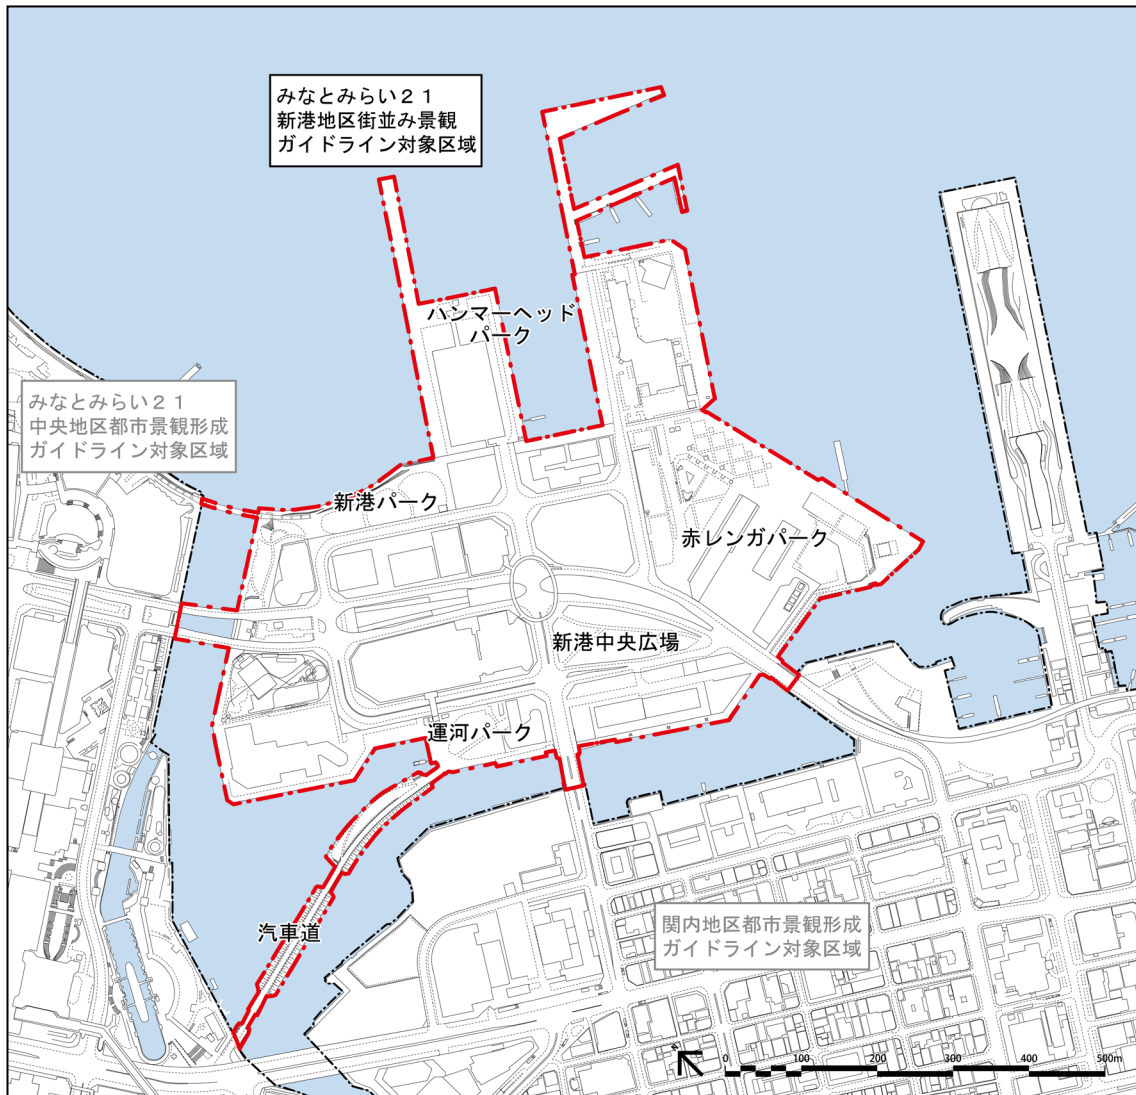 みなとみらい２１
新港地区街並み景観
ガイドライン対象区域
ハンマーヘッド
パーク
みなとみらい２１
中央地区都市景観形成
ガイドライン対象区域
新港パーク
赤レンガパーク
新港中央広場
運河パーク
汽車道
関内地区都市景観形成
ガイドライン対象区域
N
0 100 200 300 400 500m